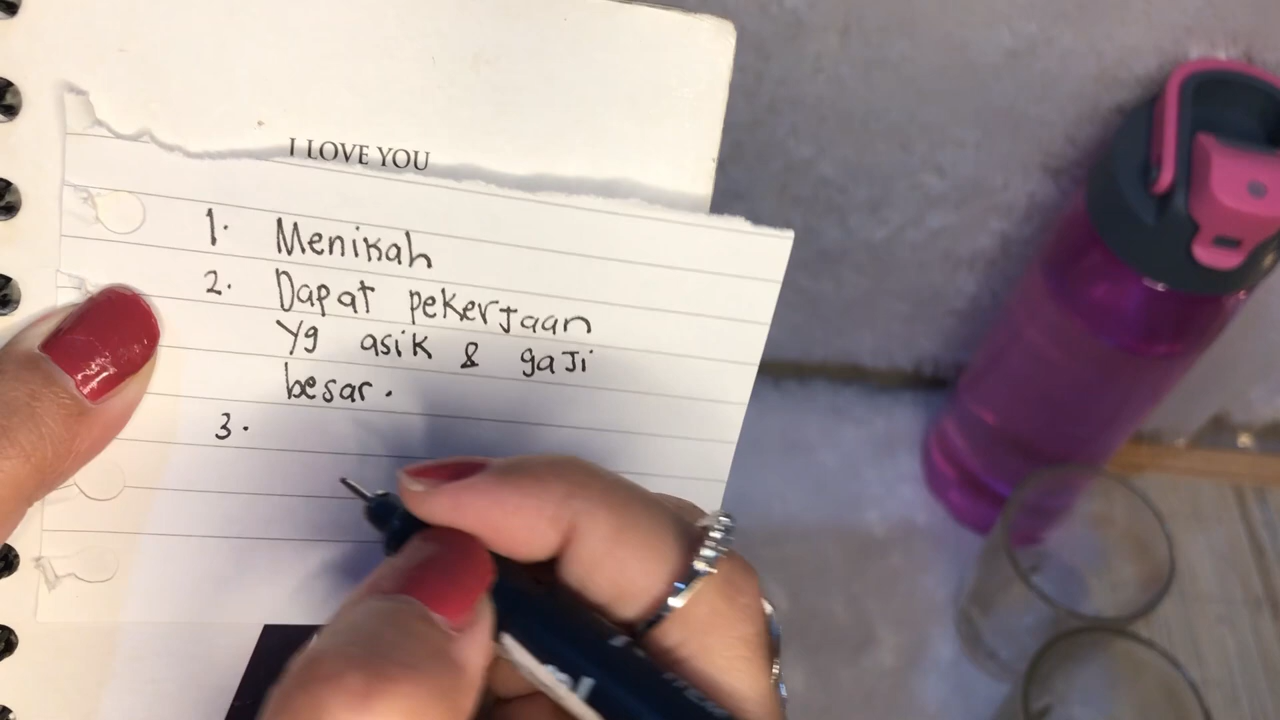 I LOVE YOU
1. Menikah
2. Dapat pekerjaan
yg asik & gaji
besar.
3.